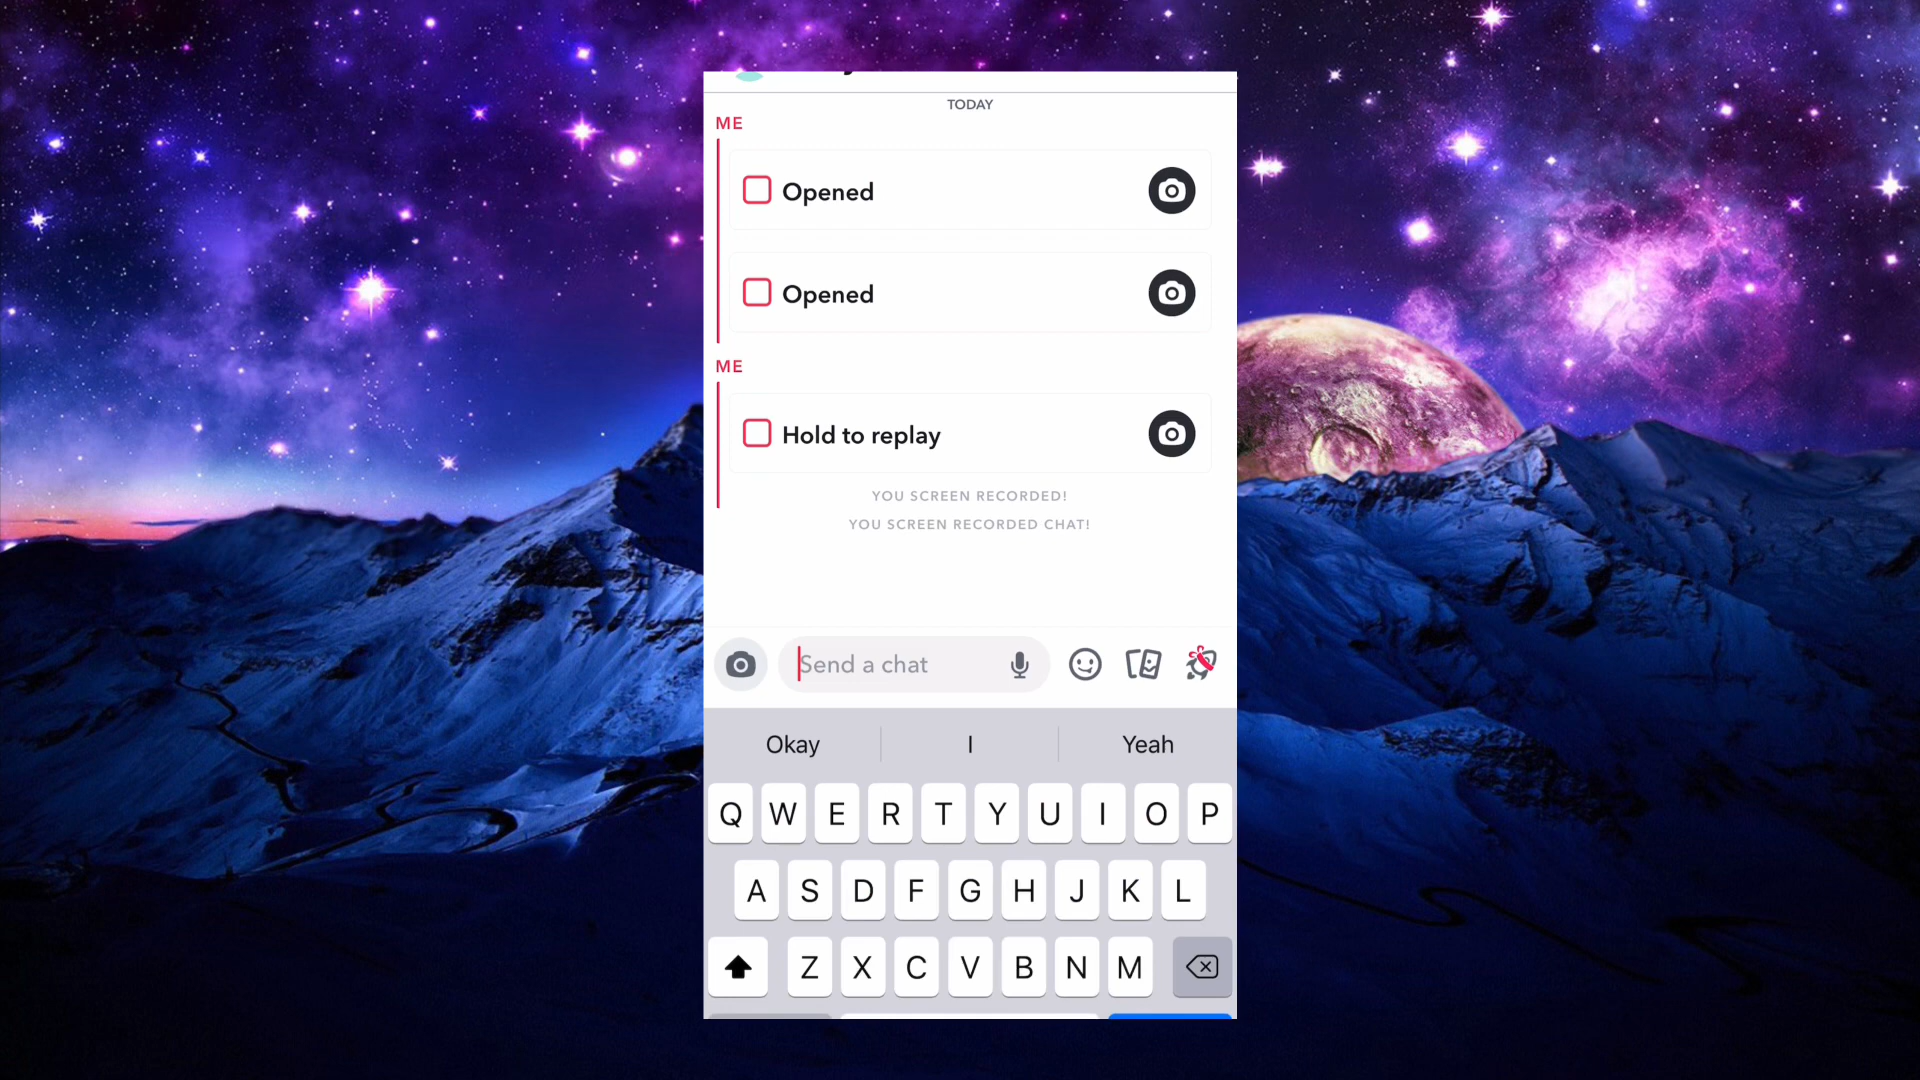 TODAY
ME
Opened
Opened
ME
Hold to replay
YOU SCREEN RECORDED!
YOU SCREEN RECORDED CHAT!
Send a chat
Okay I Yeah
Q W E R T Y U I O P
A S D F G H J K L
Z X C V B N M